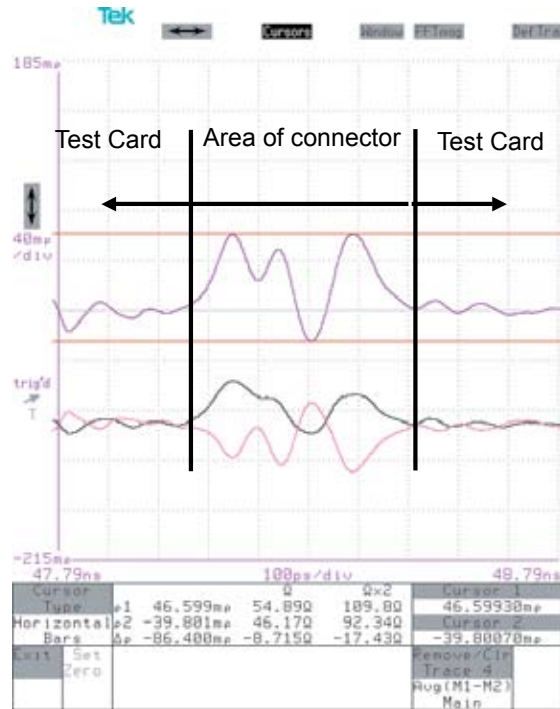 Tek
Cursors Window FFTmag DefTra
185mρ
Test Card Area of connector Test Card
40mρ
/div
trig'd
T
-215mρ
47.79ns 100ps/div 48.79ns
Cursor Ω Ω×2 Cursor 1
Type ρ1 46.599mρ 54.89Ω 109.8Ω 46.59930mρ
Horizontal ρ2 -39.801mρ 46.17Ω 92.34Ω Cursor 2
Bars Δρ -86.400mρ -8.715Ω -17.43Ω -39.80070mρ
Exit Set Remove/Clr
Zero Trace 4
Avg(M1-M2)
Main